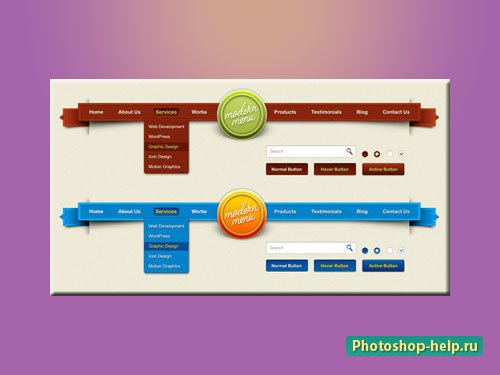 Home About Us Services Works modern menu Products Testimonials Blog Contact Us
Web Development
WordPress
Graphic Design
Icon Design
Motion Graphics
Search
Normal Button Hover Button Active Button
Home About Us Services Works modern menu Products Testimonials Blog Contact Us
Web Development
WordPress
Graphic Design
Icon Design
Motion Graphics
Search
Normal Button Hover Button Active Button
Photoshop-help.ru